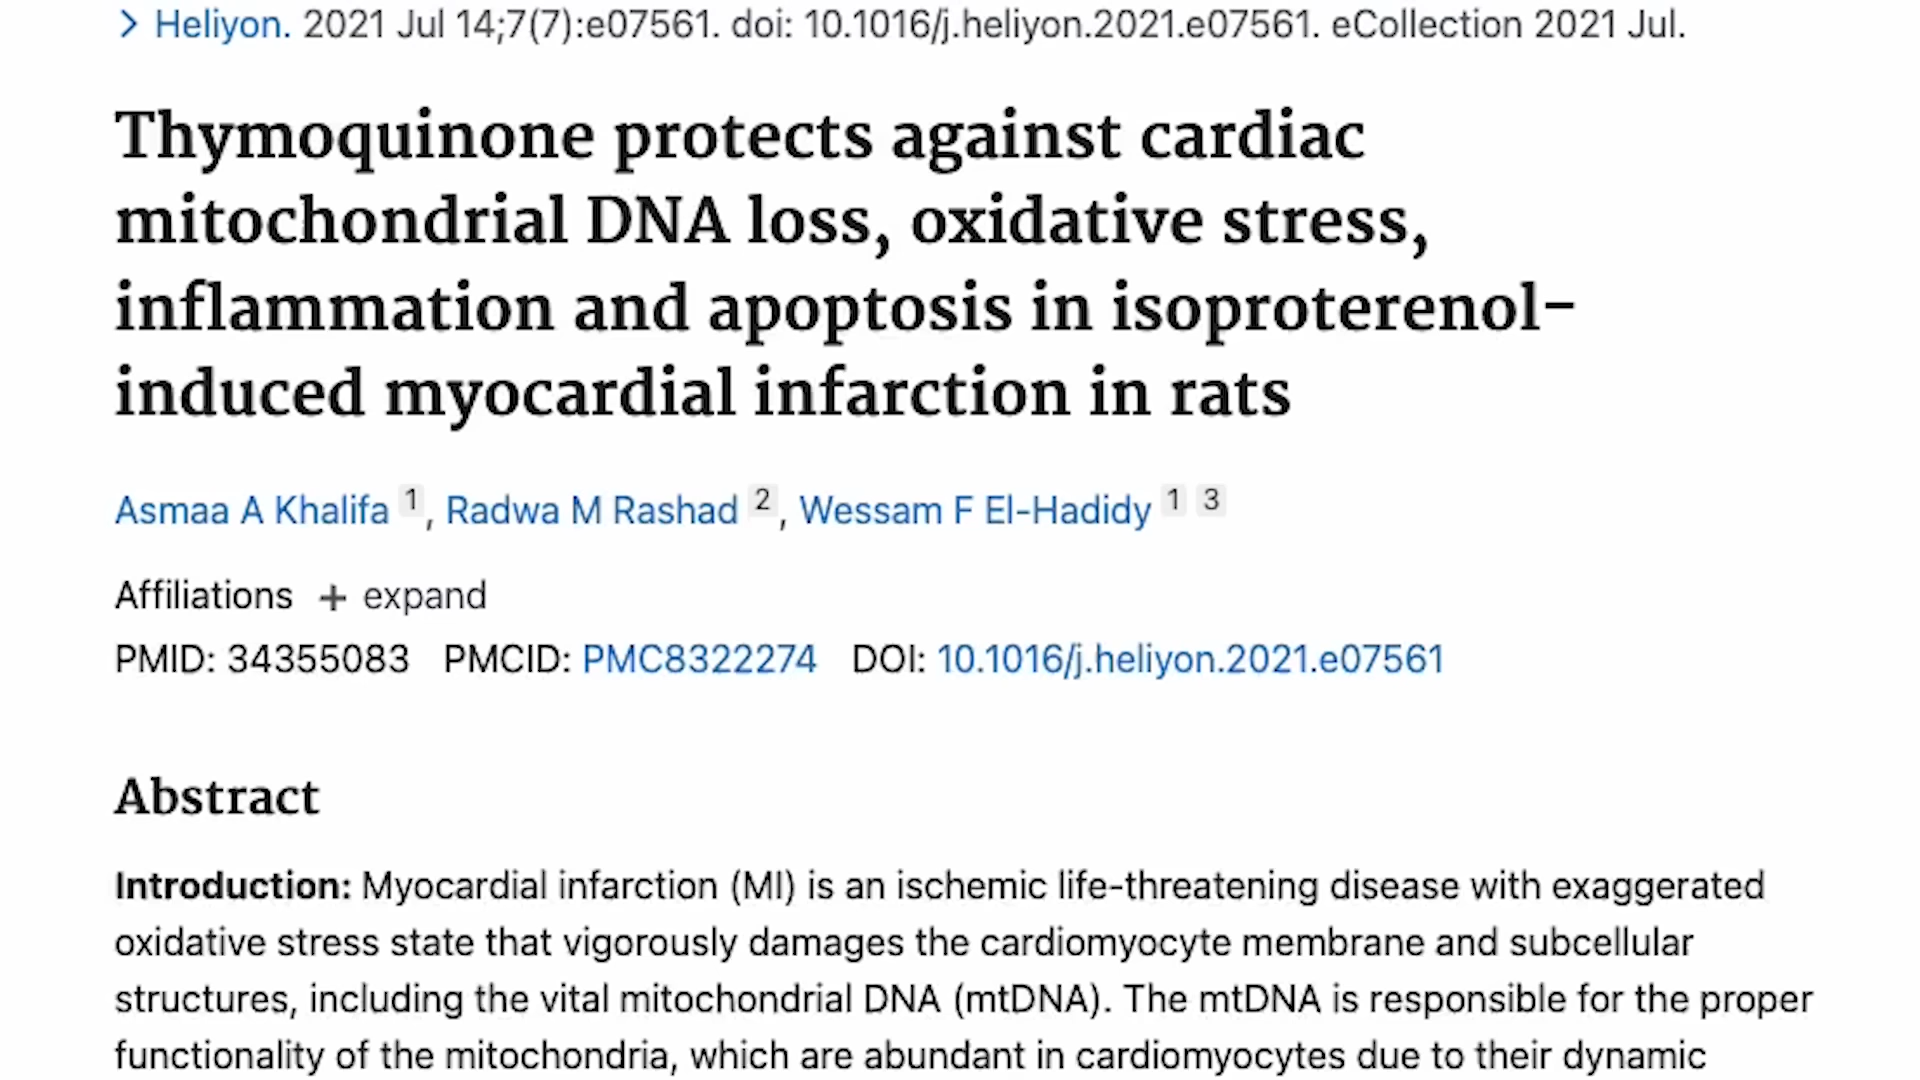 > Heliyon. 2021 Jul 14;7(7):e07561. doi: 10.1016/j.heliyon.2021.e07561. eCollection 2021 Jul.
Thymoquinone protects against cardiac
mitochondrial DNA loss, oxidative stress,
inflammation and apoptosis in isoproterenol-
induced myocardial infarction in rats
Asmaa A Khalifa 1, Radwa M Rashad 2, Wessam F El-Hadidy 1 3
Affiliations + expand
PMID: 34355083 PMCID: PMC8322274 DOI: 10.1016/j.heliyon.2021.e07561
Abstract
Introduction: Myocardial infarction (MI) is an ischemic life-threatening disease with exaggerated
oxidative stress state that vigorously damages the cardiomyocyte membrane and subcellular
structures, including the vital mitochondrial DNA (mtDNA). The mtDNA is responsible for the proper
functionality of the mitochondria, which are abundant in cardiomyocytes due to their dynamic